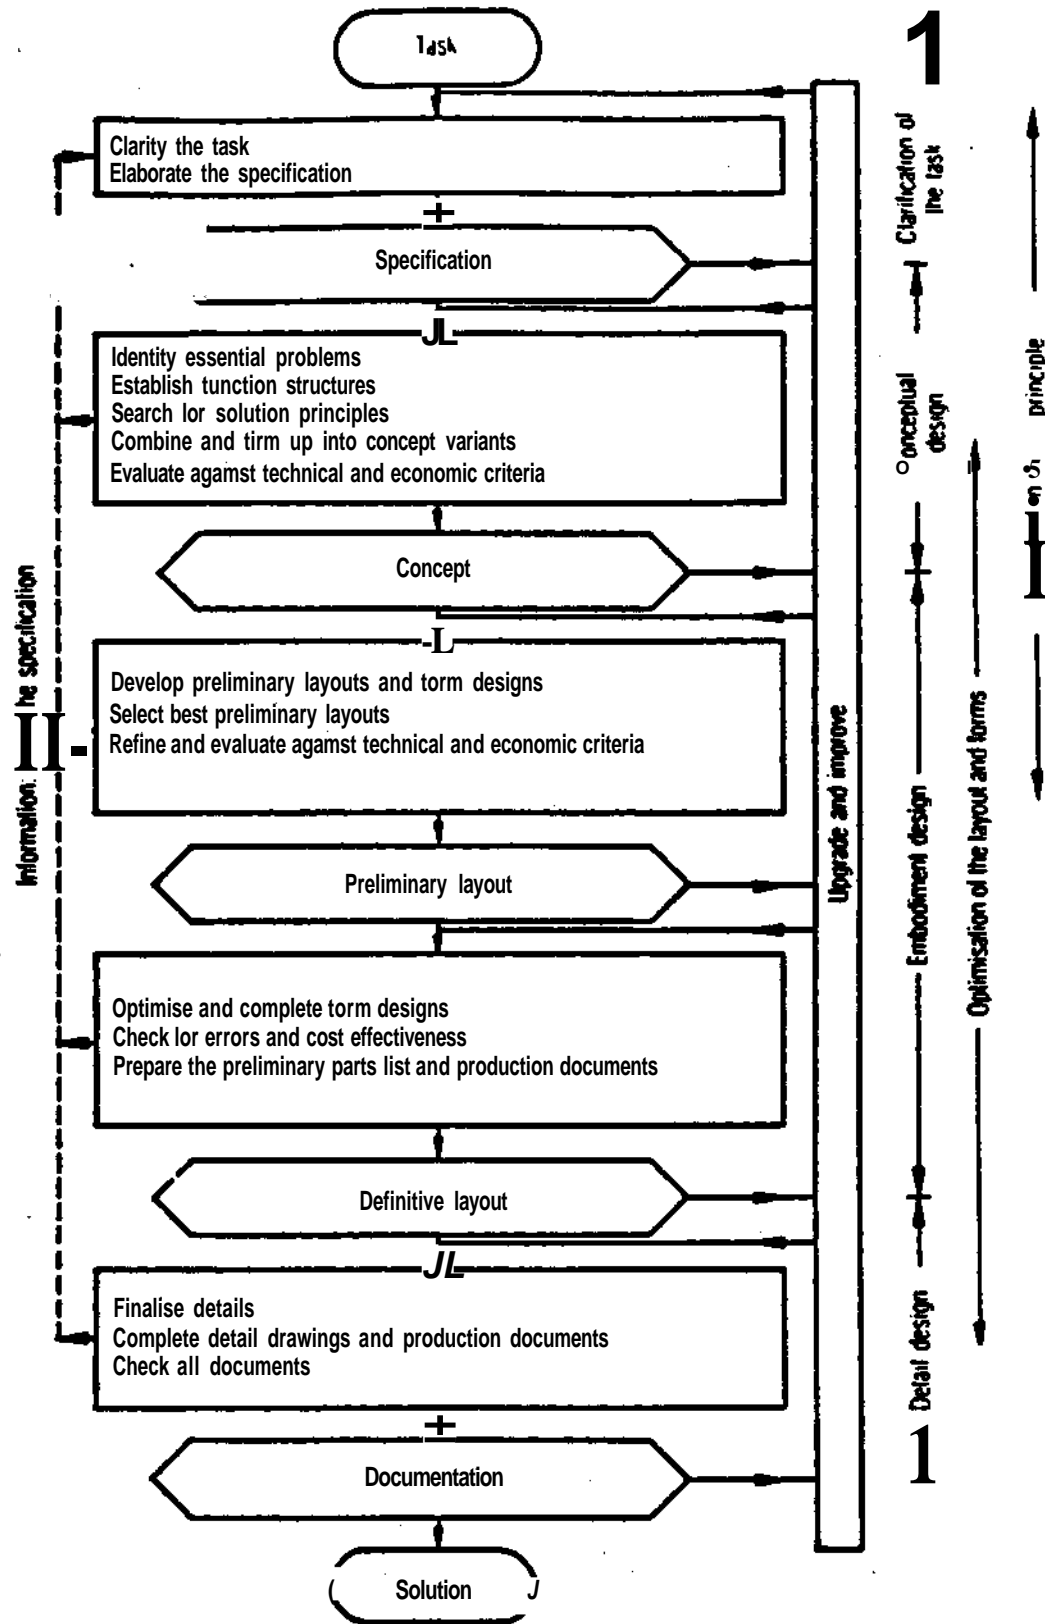 Task
Clarity the task
Elaborate the specification
Specification
Identity essential problems
Establish tunction structures
Search lor solution principles
Combine and tirm up into concept variants
Evaluate agamst technical and economic criteria
Concept
Develop preliminary layouts and torm designs
Select best preliminary layouts
Refine and evaluate agamst technical and economic criteria
Preliminary layout
Optimise and complete torm designs
Check lor errors and cost effectiveness
Prepare the preliminary parts list and production documents
Definitive layout
Finalise details
Complete detail drawings and production documents
Check all documents
Documentation
Solution
Information:
he specification
Upgrade and improve
1
Clarification of
the task
onceptual
design
Embodiment design
Detail design
1
Optimisation of the layout and forms
principle